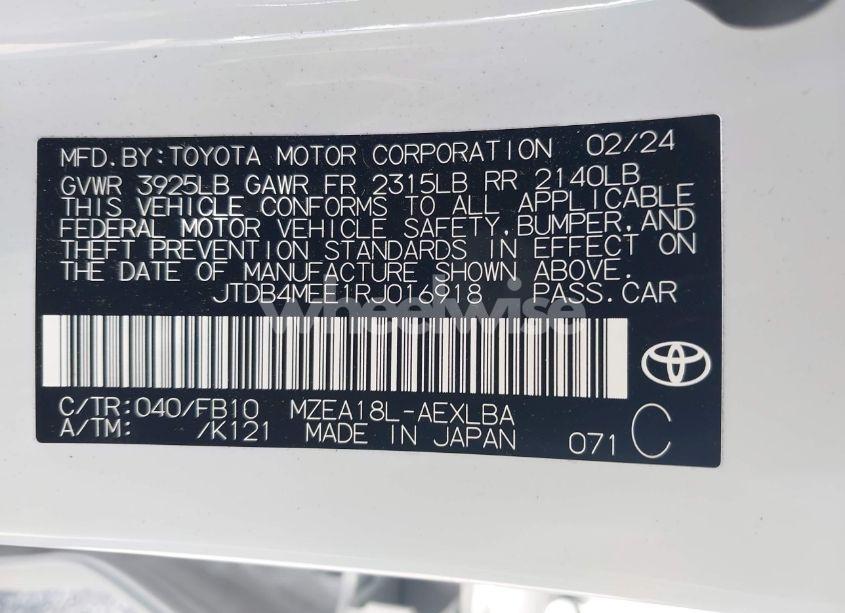 MFD.BY:TOYOTA MOTOR CORPORATION 02/24
GVWR 3925LB GAWR FR 2315LB RR 2140LB
THIS VEHICLE CONFORMS TO ALL APPLICABLE
FEDERAL MOTOR VEHICLE SAFETY,BUMPER,AND
THEFT PREVENTION STANDARDS IN EFFECT ON
THE DATE OF MANUFACTURE SHOWN ABOVE.
JTDB4MEE1RJ016918 PASS.CAR
wheelwise
C/TR:040/FB10 MZEA18L-AEXLBA
A/TM: /K121 MADE IN JAPAN 071 C